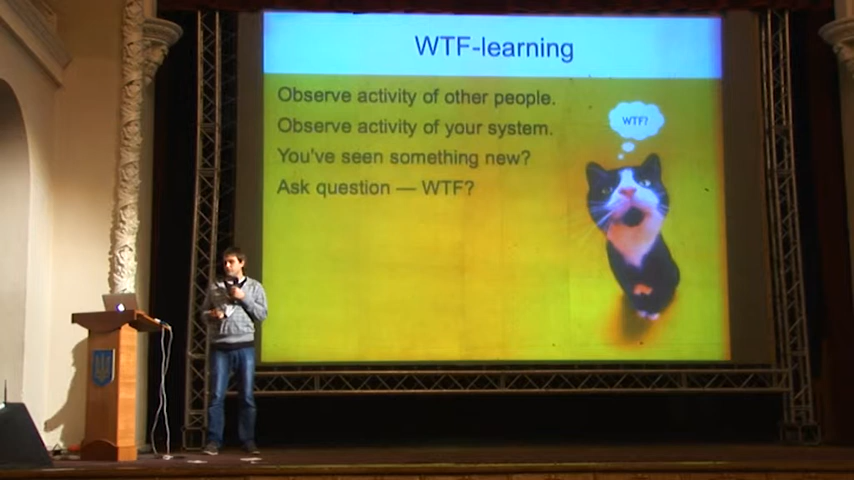 WTF-learning
Observe activity of other people.
Observe activity of your system.
WTF?
You've seen something new?
Ask question — WTF?